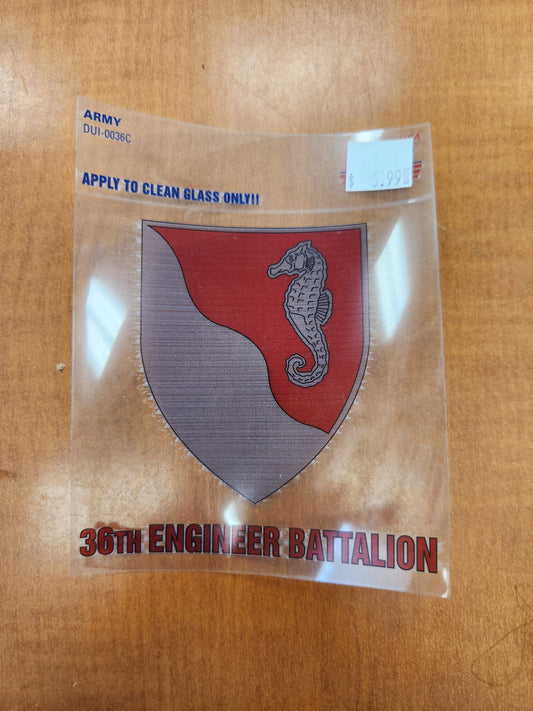 ARMY
DUI-0036C
$ 5.99
APPLY TO CLEAN GLASS ONLY!!
36TH ENGINEER BATTALION